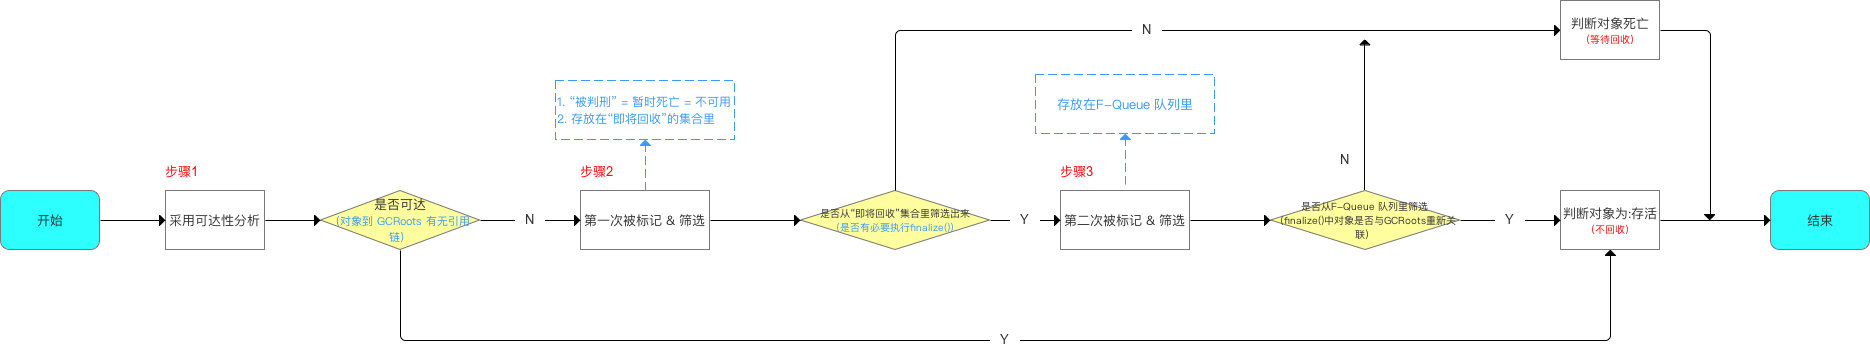 开始
步骤1
采用可达性分析
是否可达
(对象到 GCRoots 有无引用
链)
N
1. “被判刑” = 暂时死亡 = 不可用
2. 存放在“即将回收”的集合里
步骤2
第一次被标记 & 筛选
是否从“即将回收”集合里筛选出来
(是否有必要执行finalize())
N
Y
存放在F-Queue 队列里
步骤3
第二次被标记 & 筛选
是否从F-Queue 队列里筛选
(finalize()中对象是否与GCRoots重新关
联)
N
Y
判断对象死亡
(等待回收)
判断对象为:存活
(不回收)
Y
结束